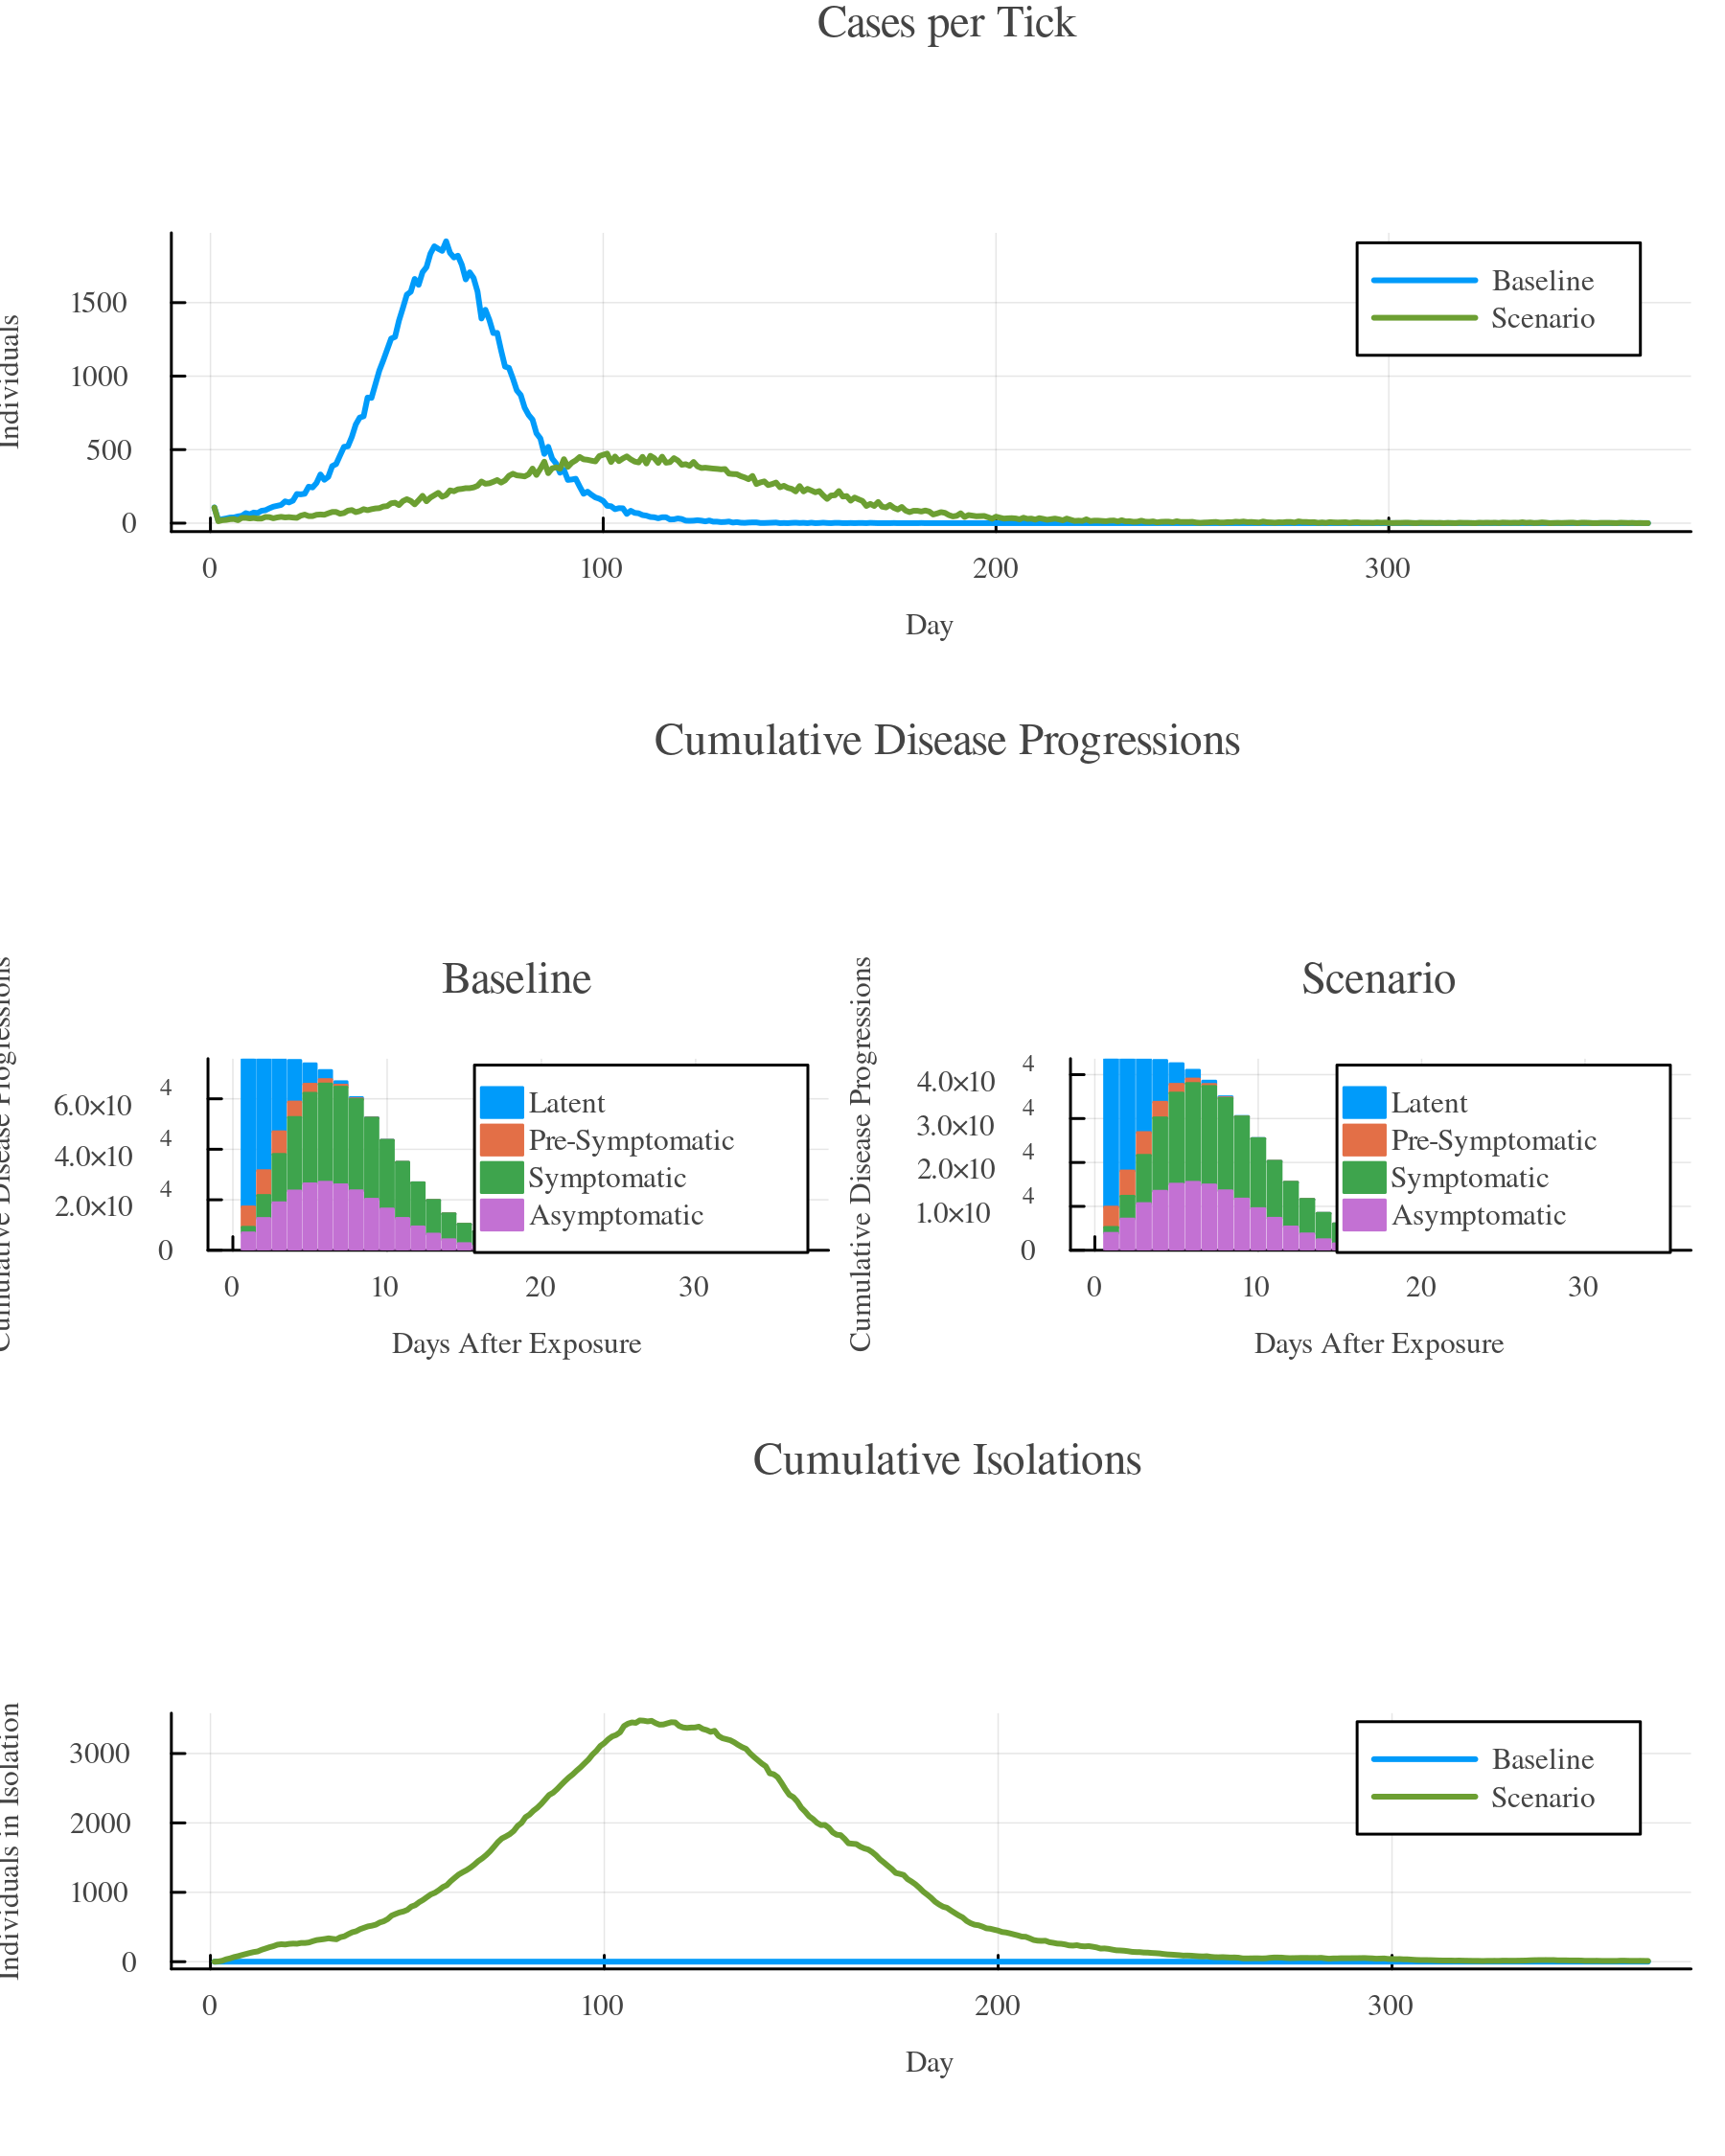 Cases per Tick
Individuals
1500
1000
500
0
Baseline
Scenario
0 100 200 300
Day
Cumulative Disease Progressions
Baseline
Cumulative Disease Progressions
6.0×10 4
4.0×10 4
2.0×10 4
0
Latent
Pre-Symptomatic
Symptomatic
Asymptomatic
0 10 20 30
Days After Exposure
Scenario
Cumulative Disease Progressions
4.0×10 4
3.0×10 4
2.0×10 4
1.0×10 4
0
Latent
Pre-Symptomatic
Symptomatic
Asymptomatic
0 10 20 30
Days After Exposure
Cumulative Isolations
Individuals in Isolation
3000
2000
1000
0
Baseline
Scenario
0 100 200 300
Day